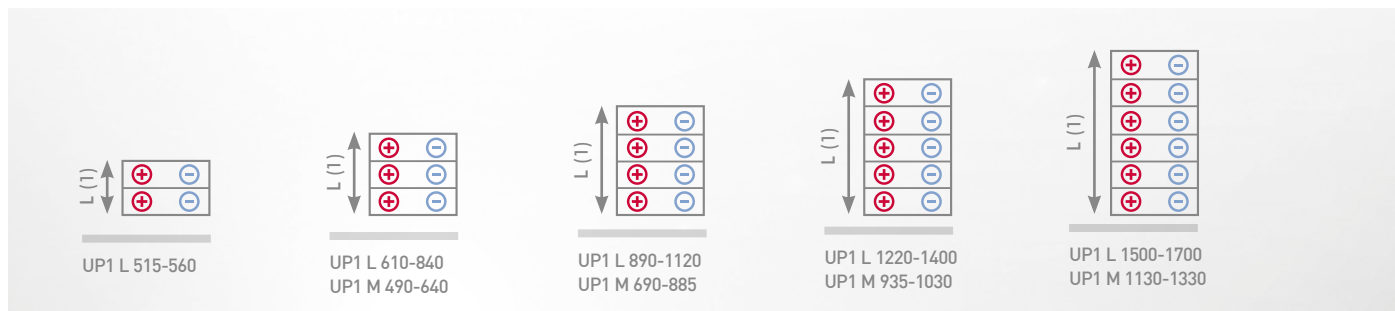 L (1)
L (1)
L (1)
L (1)
L (1)
UP1 L 515-560
UP1 L 610-840
UP1 M 490-640
UP1 L 890-1120
UP1 M 690-885
UP1 L 1220-1400
UP1 M 935-1030
UP1 L 1500-1700
UP1 M 1130-1330